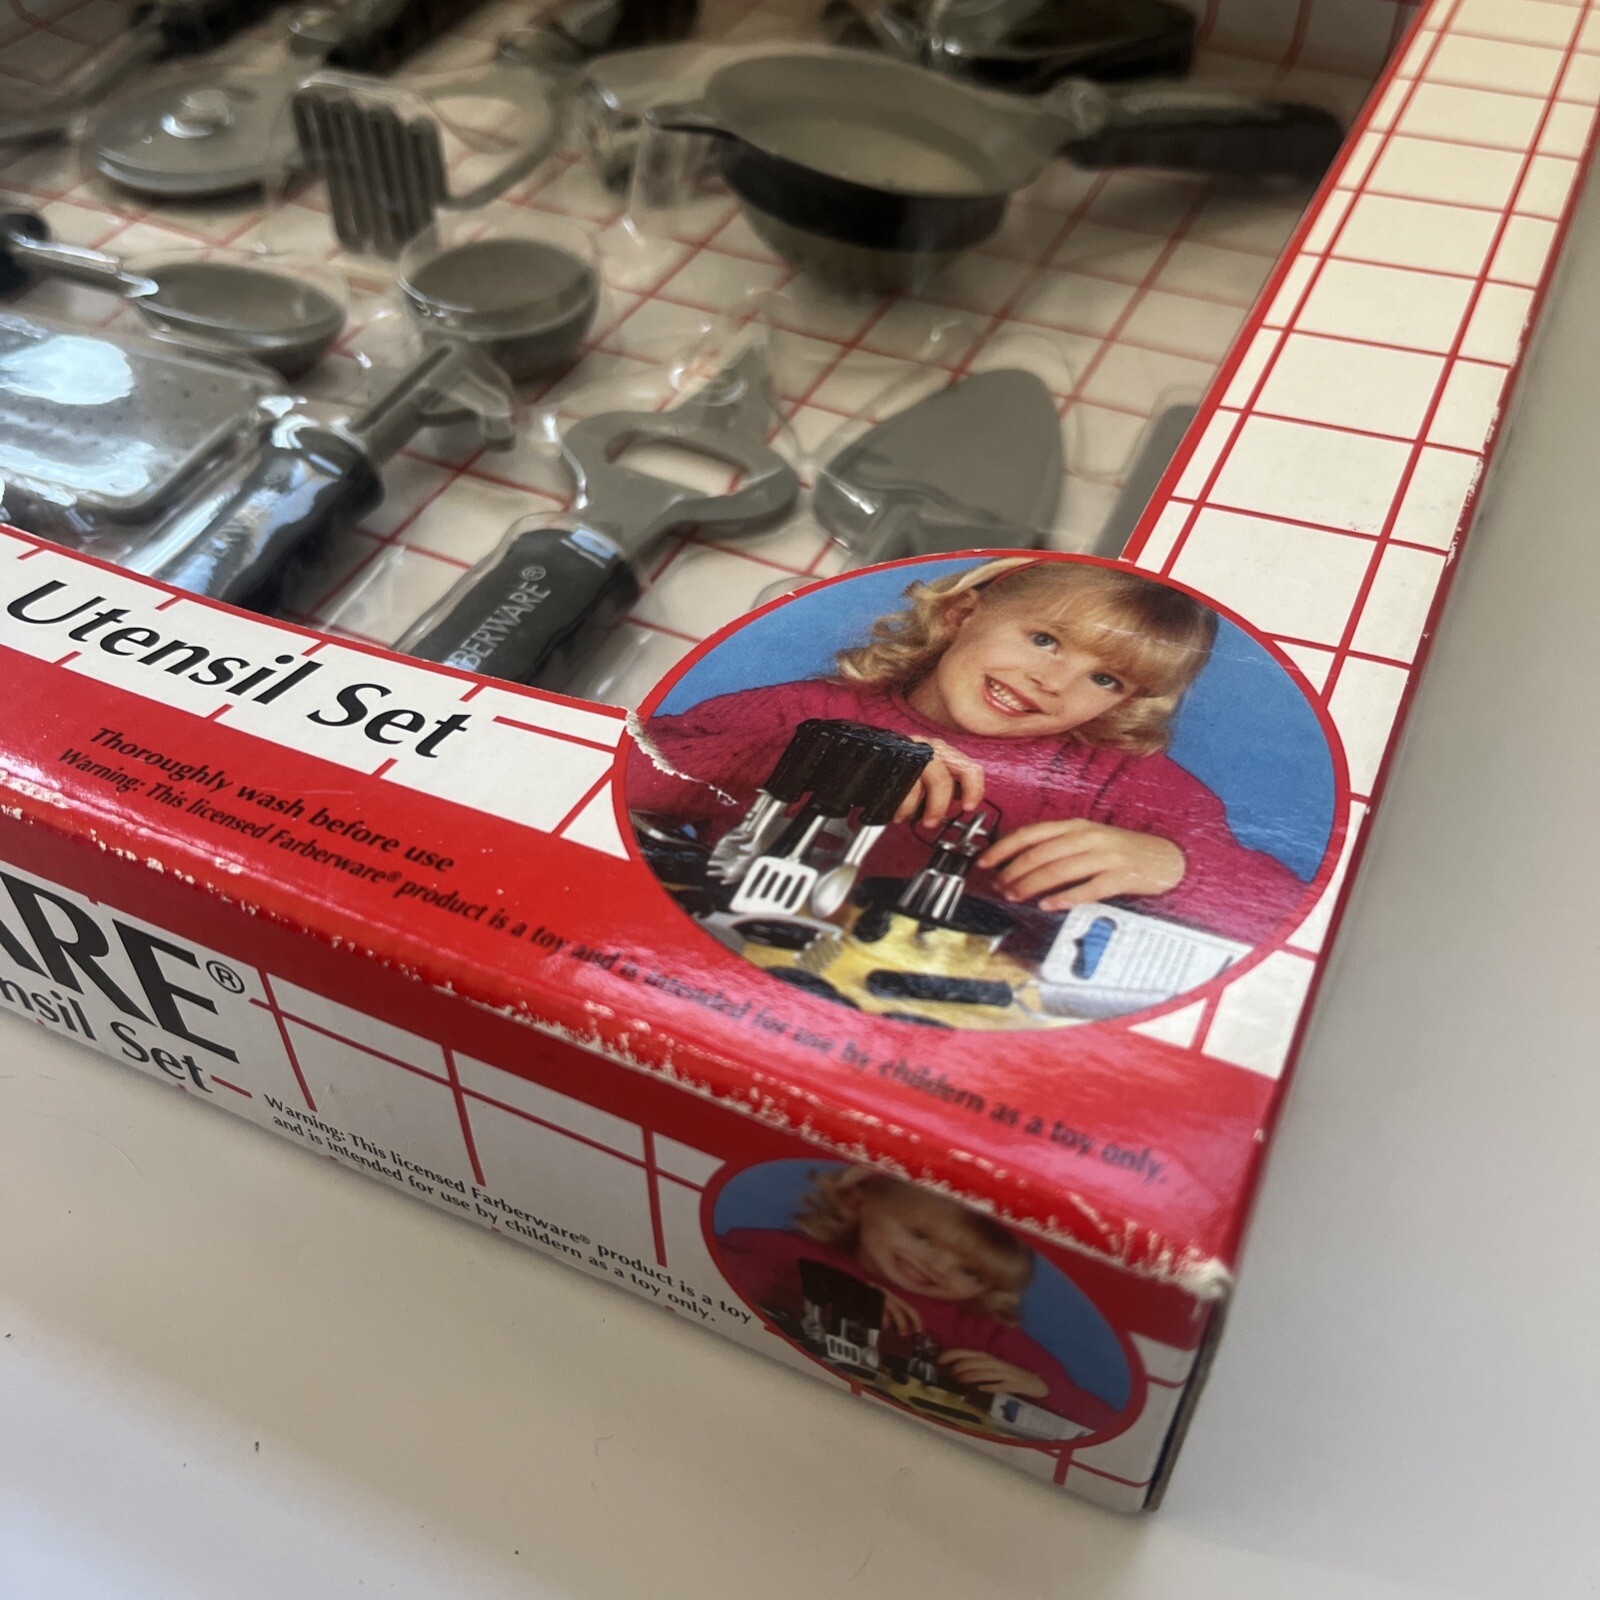 BERWARE®
Utensil Set
Thoroughly wash before use
Warning: This licensed Farberware® product is a toy and is intended for use by childern as a toy only.
ARE®
nsil Set
Warning: This licensed Farberware® product is a toy
and is intended for use by childern as a toy only.